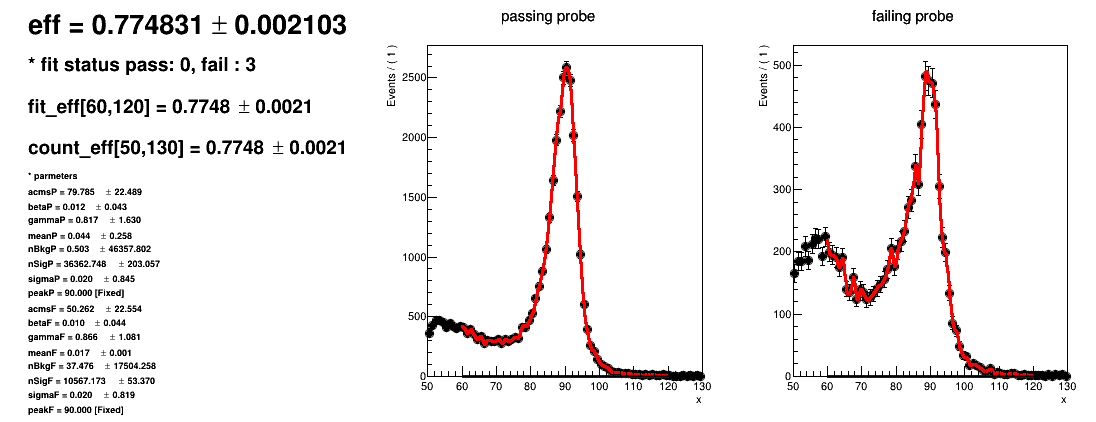 eff = 0.774831 ± 0.002103
* fit status pass: 0, fail : 3
fit_eff[60,120] = 0.7748 ± 0.0021
count_eff[50,130] = 0.7748 ± 0.0021
* parmeters
acmsP = 79.785 ± 22.489
betaP = 0.012 ± 0.043
gammaP = 0.817 ± 1.630
meanP = 0.044 ± 0.258
nBkgP = 0.503 ± 46357.802
nSigP = 36362.748 ± 203.057
sigmaP = 0.020 ± 0.845
peakP = 90.000 [Fixed]
acmsF = 50.262 ± 22.554
betaF = 0.010 ± 0.044
gammaF = 0.866 ± 1.081
meanF = 0.017 ± 0.001
nBkgF = 37.476 ± 17504.258
nSigF = 10567.173 ± 53.370
sigmaF = 0.020 ± 0.819
peakF = 90.000 [Fixed]
passing probe
Events / ( 1 )
2500
2000
1500
1000
500
0
50 60 70 80 90 100 110 120 130
x
failing probe
Events / ( 1 )
500
400
300
200
100
0
50 60 70 80 90 100 110 120 130
x